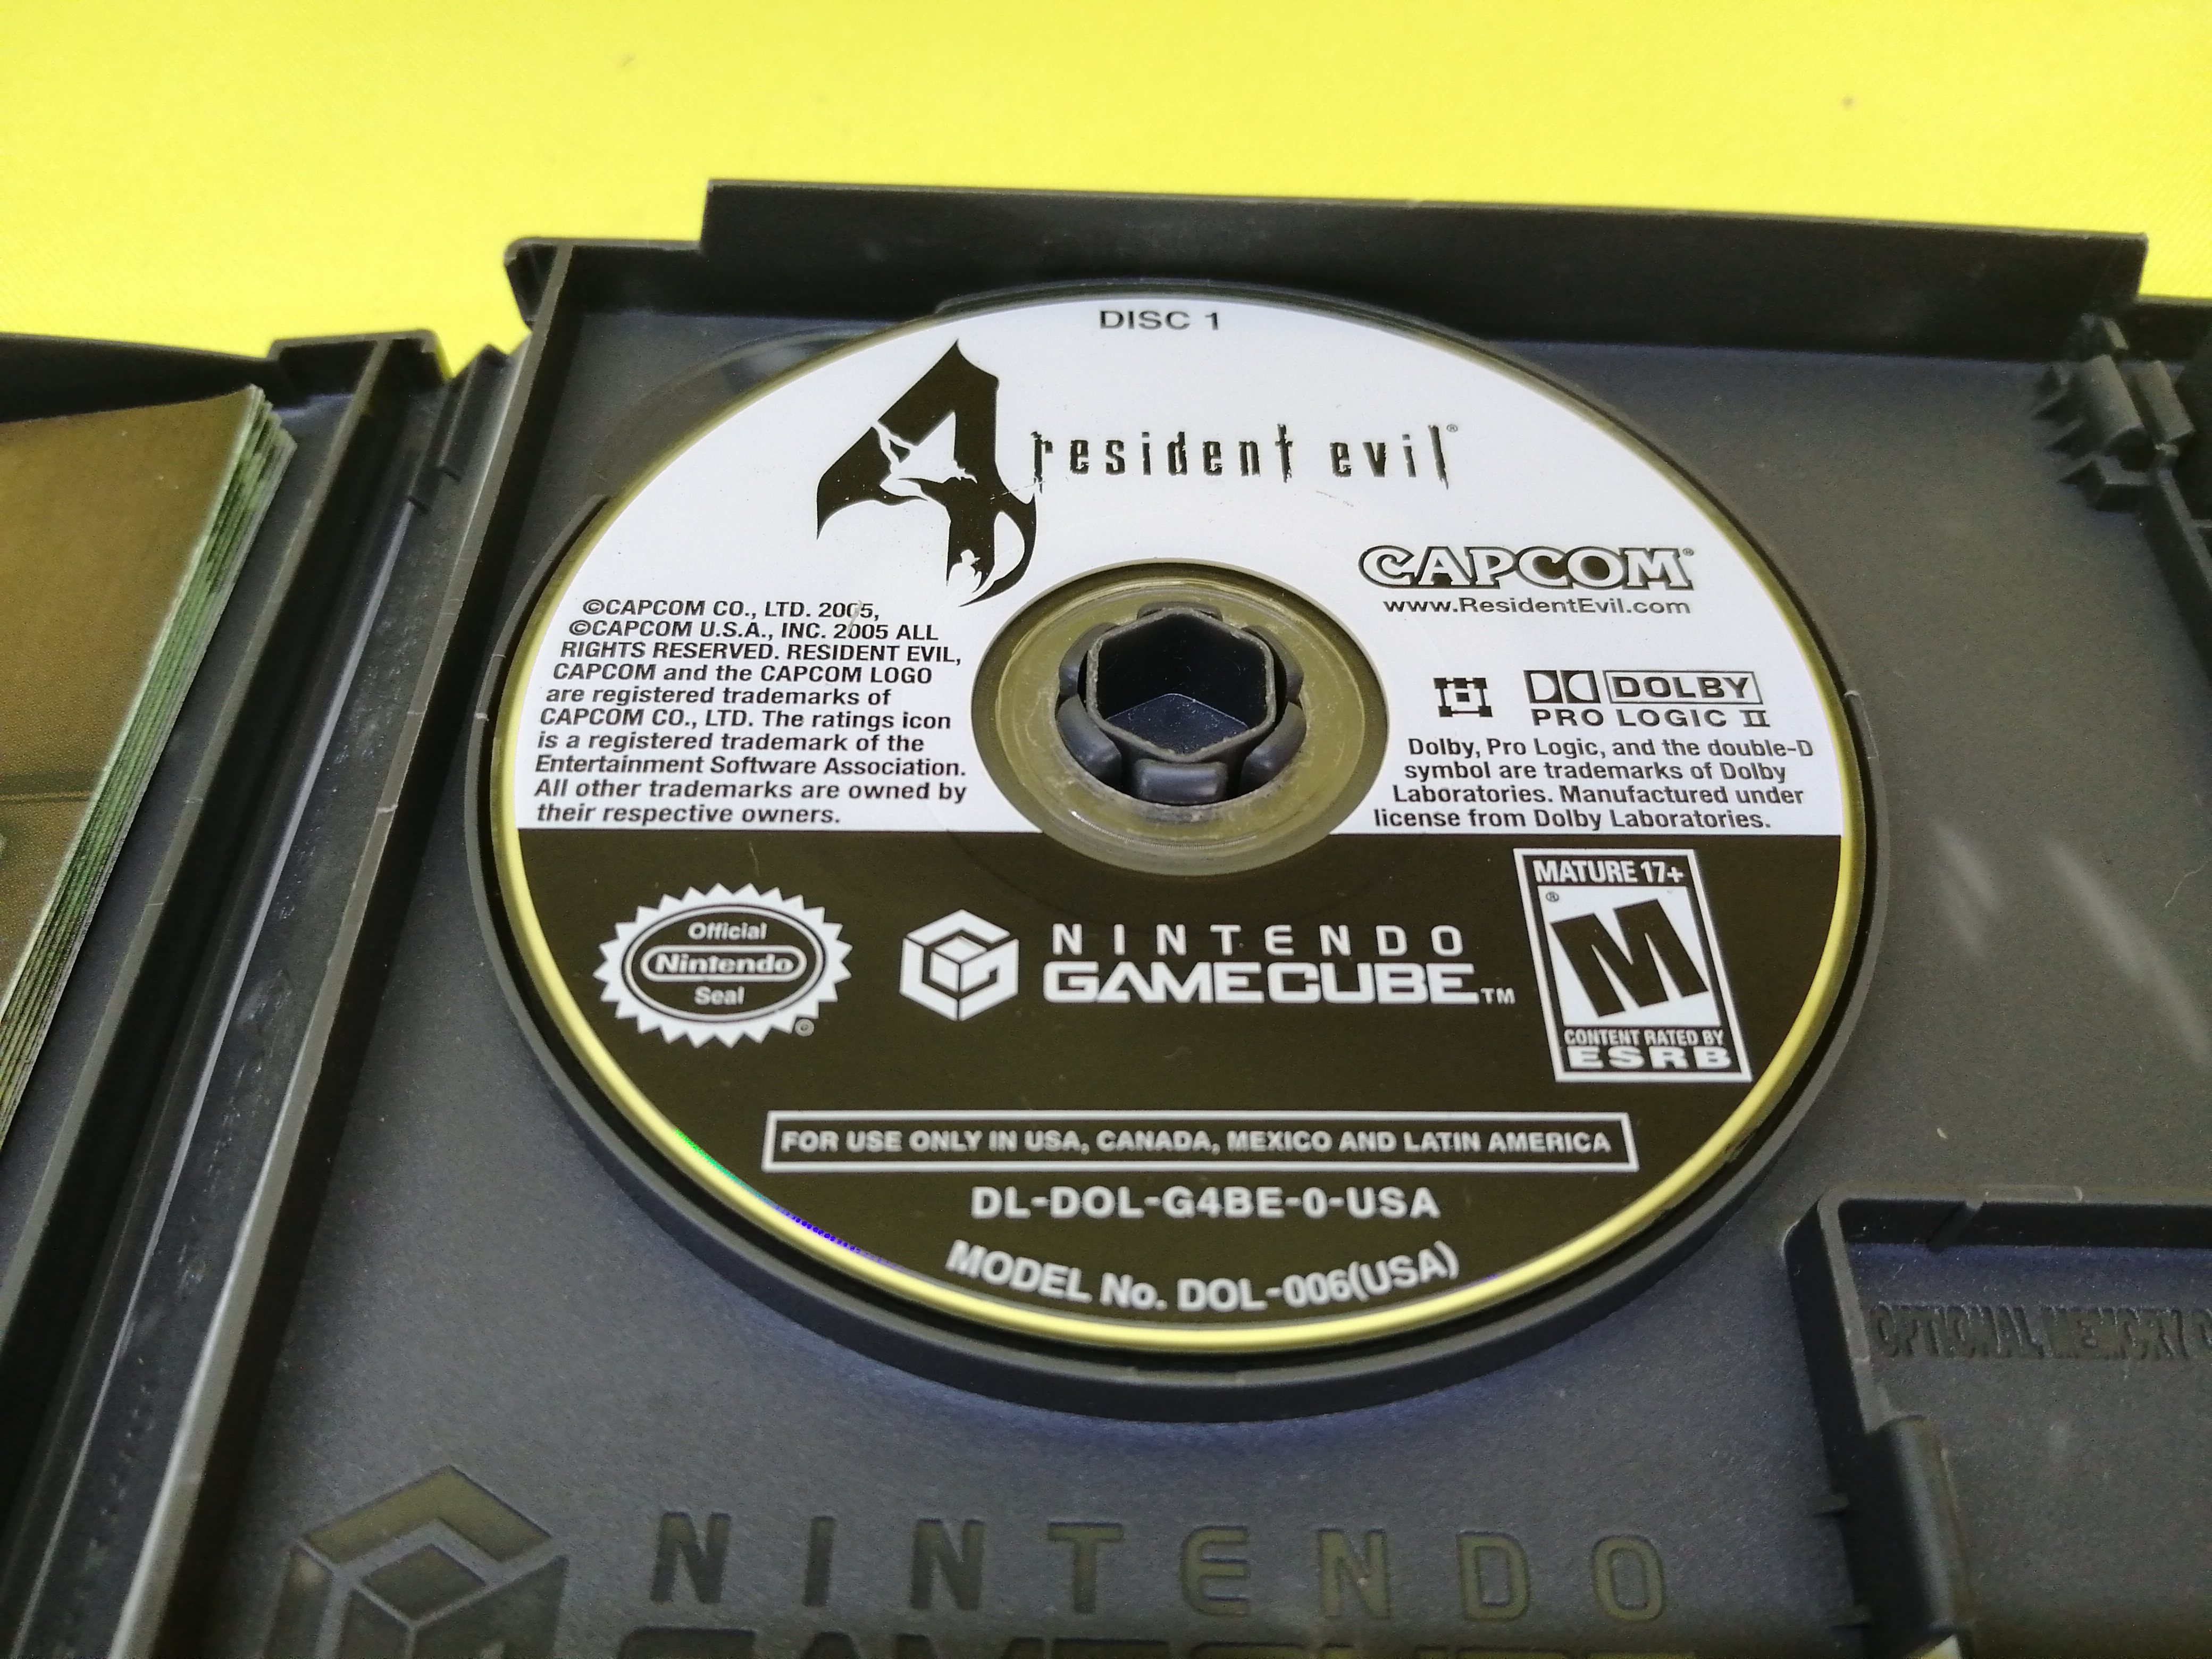 DISC 1
4 resident evil®
CAPCOM®
www.ResidentEvil.com
©CAPCOM CO., LTD. 2005,
©CAPCOM U.S.A., INC. 2005 ALL
RIGHTS RESERVED. RESIDENT EVIL,
CAPCOM and the CAPCOM LOGO
are registered trademarks of
CAPCOM CO., LTD. The ratings icon
is a registered trademark of the
Entertainment Software Association.
All other trademarks are owned by
their respective owners.
DOLBY
PRO LOGIC II
Dolby, Pro Logic, and the double-D
symbol are trademarks of Dolby
Laboratories. Manufactured under
license from Dolby Laboratories.
Official
Nintendo
Seal
®
NINTENDO
GAMECUBE™
MATURE 17+
®
M
CONTENT RATED BY
ESRB
FOR USE ONLY IN USA, CANADA, MEXICO AND LATIN AMERICA
DL-DOL-G4BE-0-USA
MODEL No. DOL-006(USA)
OPTIONAL MEMORY
NINTENDO
GAMECUBE